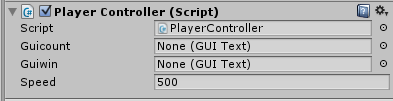 Player Controller (Script)
Script PlayerController
Guicount None (GUI Text)
Guiwin None (GUI Text)
Speed 500